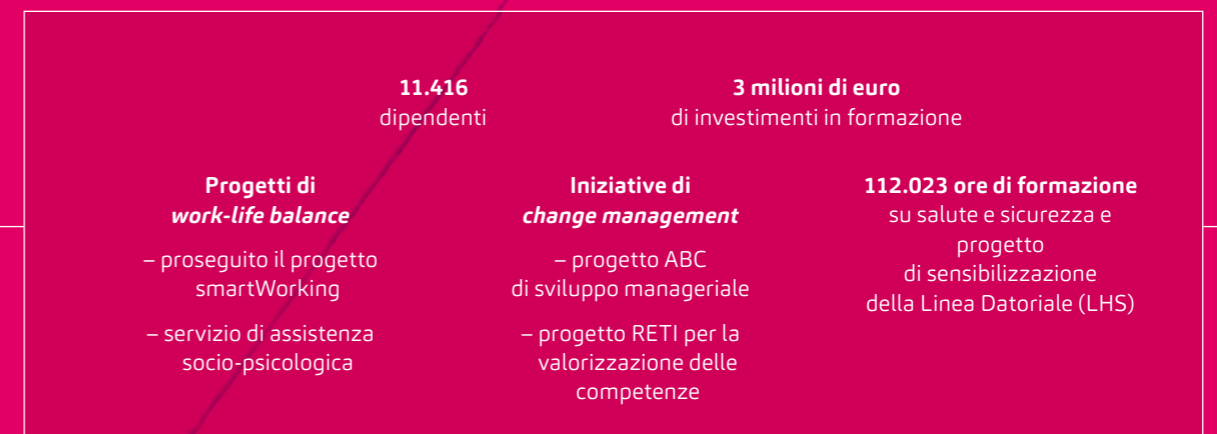 11.416
dipendenti
3 milioni di euro
di investimenti in formazione
Progetti di
work-life balance
– proseguito il progetto
smartWorking
– servizio di assistenza
socio-psicologica
Iniziative di
change management
– progetto ABC
di sviluppo manageriale
– progetto RETI per la
valorizzazione delle
competenze
112.023 ore di formazione
su salute e sicurezza e
progetto
di sensibilizzazione
della Linea Datoriale (LHS)